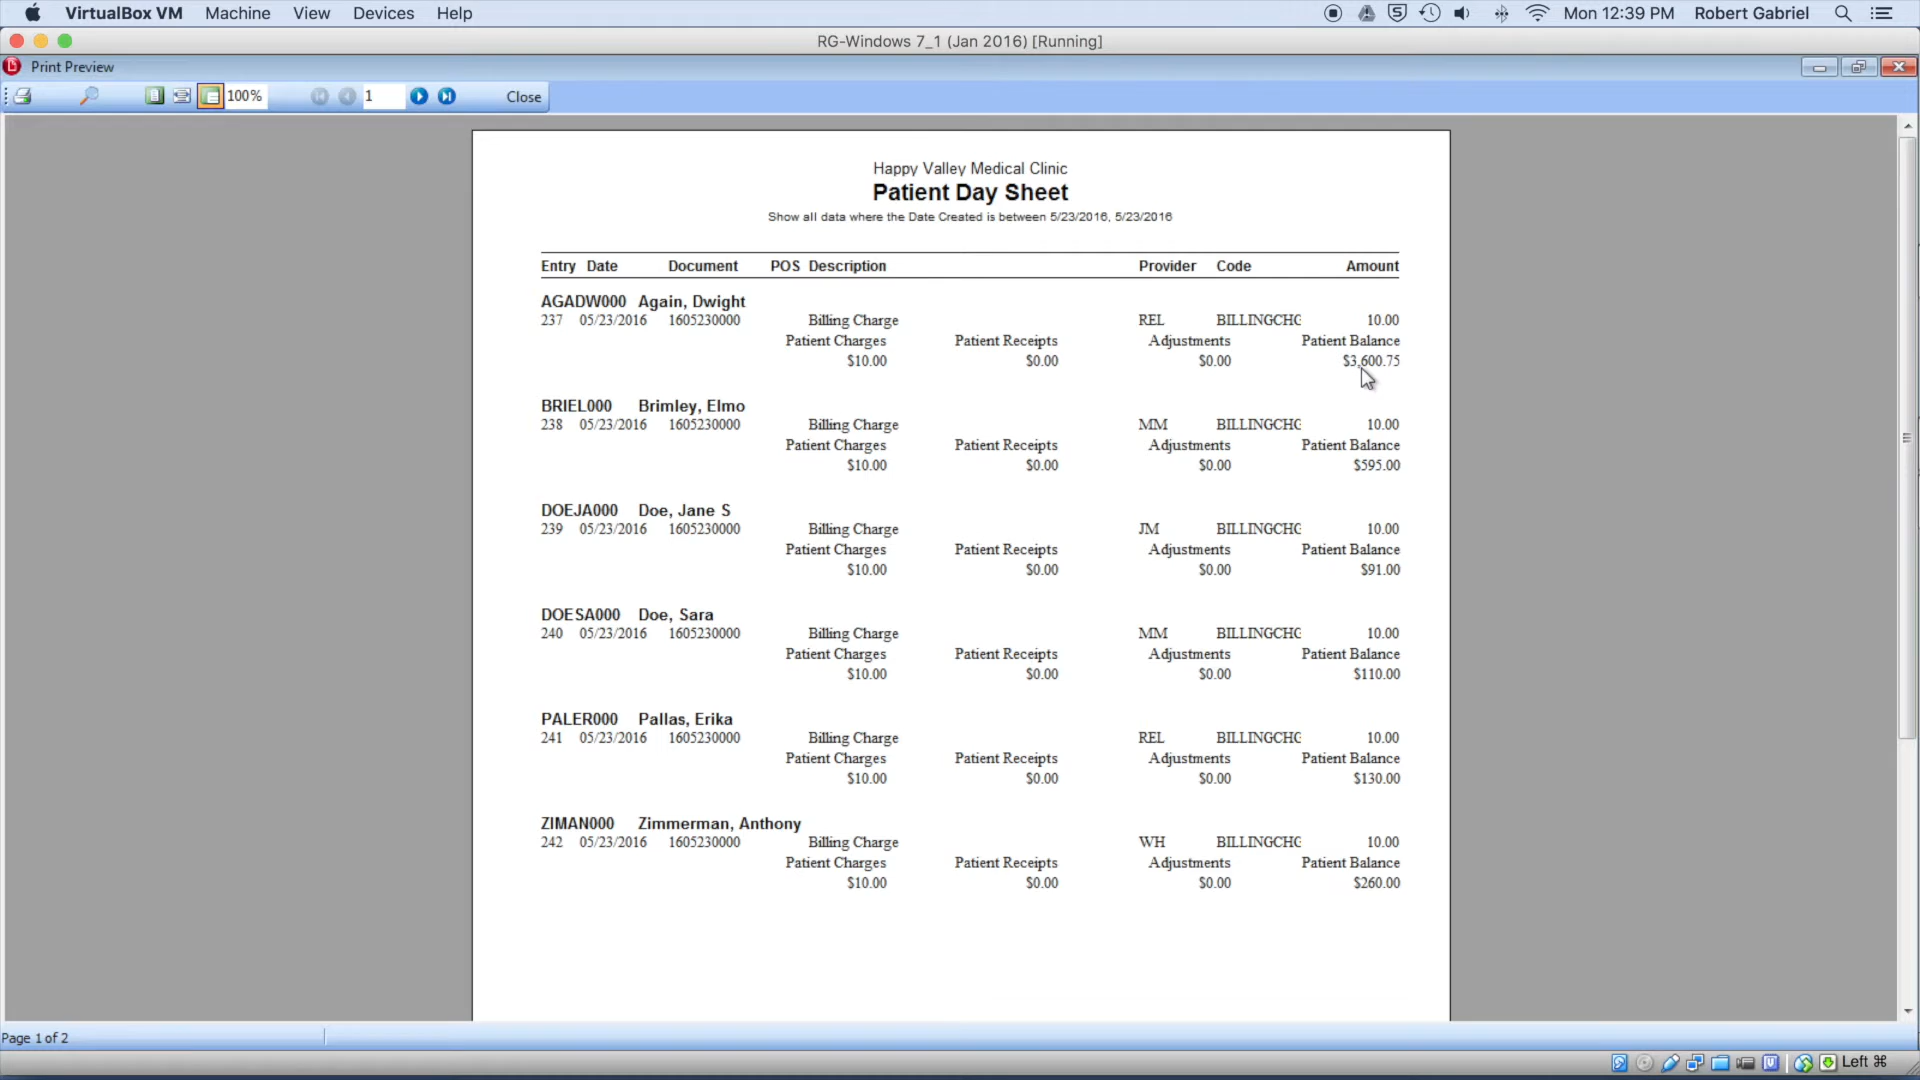 VirtualBox VM Machine View Devices Help Mon 12:39 PM Robert Gabriel
RG-Windows 7_1 (Jan 2016) [Running]
Print Preview
100% 1 Close
Happy Valley Medical Clinic
Patient Day Sheet
Show all data where the Date Created is between 5/23/2016, 5/23/2016
Entry Date Document POS Description Provider Code Amount
AGADW000 Again, Dwight
237 05/23/2016 1605230000 Billing Charge REL BILLINGCHG 10.00
Patient Charges Patient Receipts Adjustments Patient Balance
$10.00 $0.00 $0.00 $3,600.75
BRIEL000 Brimley, Elmo
238 05/23/2016 1605230000 Billing Charge MM BILLINGCHG 10.00
Patient Charges Patient Receipts Adjustments Patient Balance
$10.00 $0.00 $0.00 $595.00
DOEJA000 Doe, Jane S
239 05/23/2016 1605230000 Billing Charge JM BILLINGCHG 10.00
Patient Charges Patient Receipts Adjustments Patient Balance
$10.00 $0.00 $0.00 $91.00
DOESA000 Doe, Sara
240 05/23/2016 1605230000 Billing Charge MM BILLINGCHG 10.00
Patient Charges Patient Receipts Adjustments Patient Balance
$10.00 $0.00 $0.00 $110.00
PALER000 Pallas, Erika
241 05/23/2016 1605230000 Billing Charge REL BILLINGCHG 10.00
Patient Charges Patient Receipts Adjustments Patient Balance
$10.00 $0.00 $0.00 $130.00
ZIMAN000 Zimmerman, Anthony
242 05/23/2016 1605230000 Billing Charge WH BILLINGCHG 10.00
Patient Charges Patient Receipts Adjustments Patient Balance
$10.00 $0.00 $0.00 $260.00
Page 1 of 2
Left ⌘